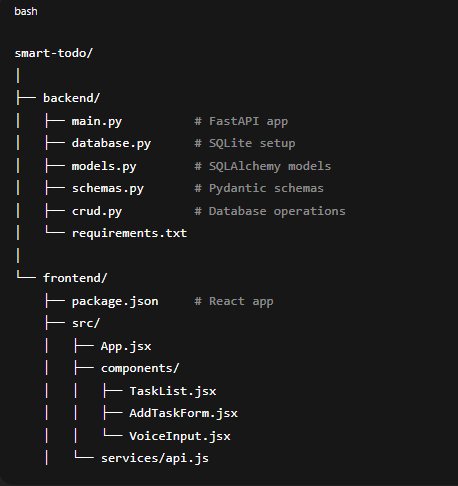 bash
smart-todo/
│
├── backend/
│   ├── main.py          # FastAPI app
│   ├── database.py      # SQLite setup
│   ├── models.py        # SQLAlchemy models
│   ├── schemas.py       # Pydantic schemas
│   ├── crud.py          # Database operations
│   └── requirements.txt
│
└── frontend/
    ├── package.json     # React app
    ├── src/
    │   ├── App.jsx
    │   ├── components/
    │   │   ├── TaskList.jsx
    │   │   ├── AddTaskForm.jsx
    │   │   └── VoiceInput.jsx
    │   └── services/api.js